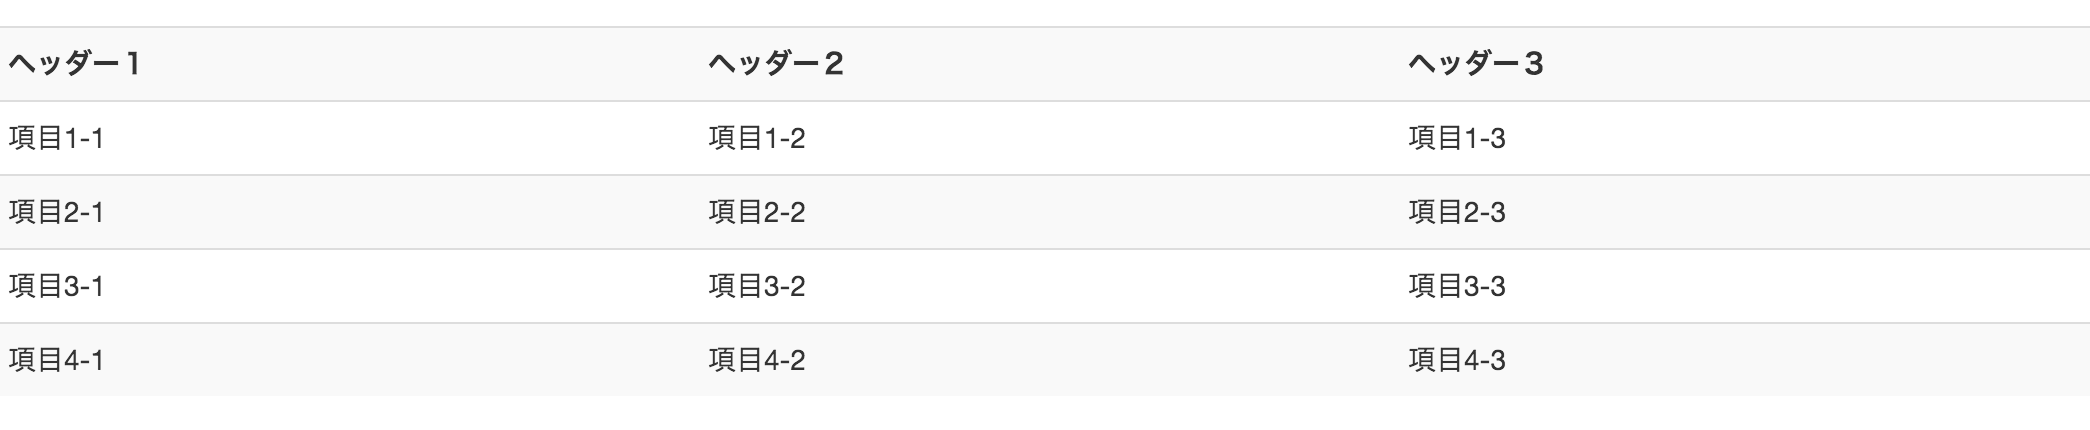 ヘッダー１ ヘッダー２ ヘッダー３
項目1-1 項目1-2 項目1-3
項目2-1 項目2-2 項目2-3
項目3-1 項目3-2 項目3-3
項目4-1 項目4-2 項目4-3